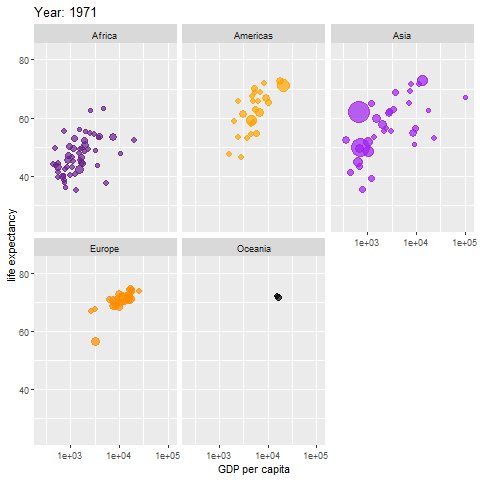 Year: 1971
Africa
Americas
Asia
80
60
40
1e+03 1e+04 1e+05
Europe
Oceania
80
60
40
1e+03 1e+04 1e+05
1e+03 1e+04 1e+05
life expectancy
GDP per capita